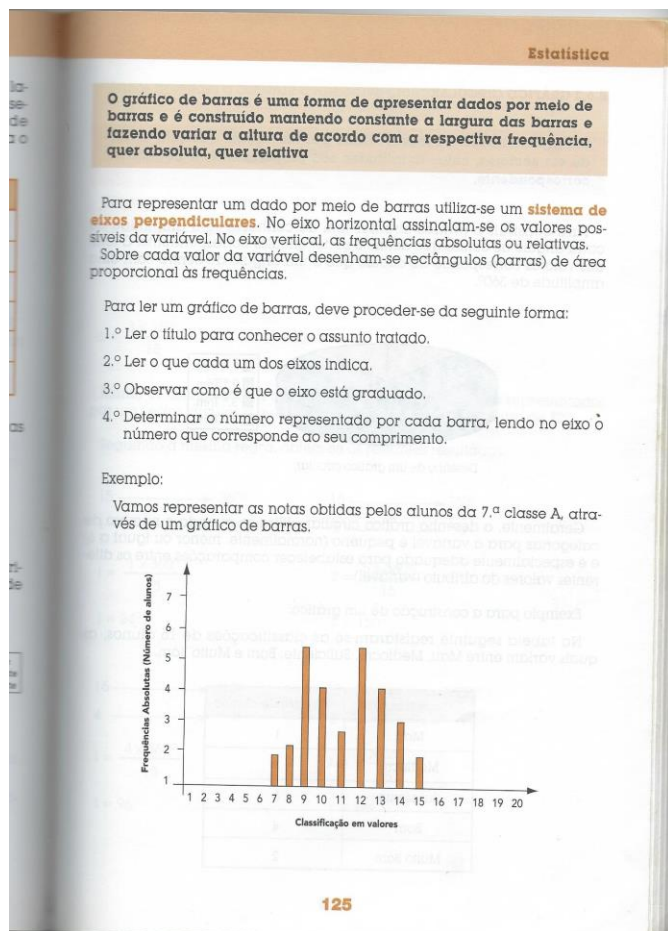 Estatística
O gráfico de barras é uma forma de apresentar dados por meio de
barras e é construído mantendo constante a largura das barras e
fazendo variar a altura de acordo com a respectiva frequência,
quer absoluta, quer relativa
Para representar um dado por meio de barras utiliza-se um sistema de
eixos perpendiculares. No eixo horizontal assinalam-se os valores pos-
síveis da variável. No eixo vertical, as frequências absolutas ou relativas.
Sobre cada valor da variável desenham-se rectângulos (barras) de área
proporcional às frequências.
Para ler um gráfico de barras, deve proceder-se da seguinte forma:
1.º Ler o título para conhecer o assunto tratado.
2.º Ler o que cada um dos eixos indica.
3.º Observar como é que o eixo está graduado.
4.º Determinar o número representado por cada barra, lendo no eixo o
número que corresponde ao seu comprimento.
Exemplo:
Vamos representar as notas obtidas pelos alunos da 7.ª classe A, atra-
vés de um gráfico de barras.
Frequências Absolutas (Número de alunos)
7
6
5
4
3
2
1
1 2 3 4 5 6 7 8 9 10 11 12 13 14 15 16 17 18 19 20
Classificação em valores
125